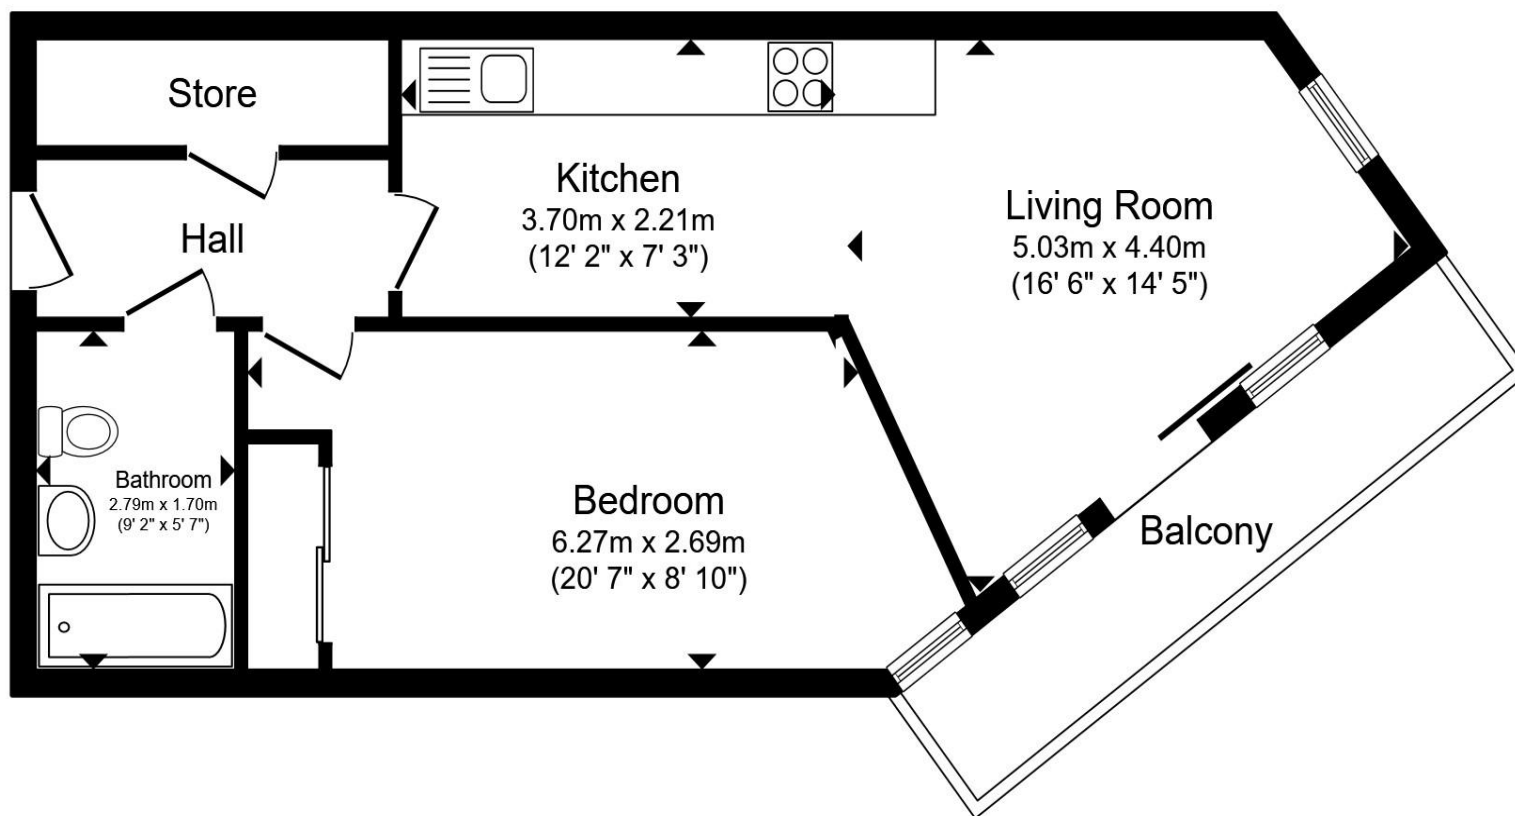 Store
Kitchen
3.70m x 2.21m
(12' 2" x 7' 3")
Living Room
5.03m x 4.40m
(16' 6" x 14' 5")
Hall
Bathroom
2.79m x 1.70m
(9' 2" x 5' 7")
Bedroom
6.27m x 2.69m
(20' 7" x 8' 10")
Balcony